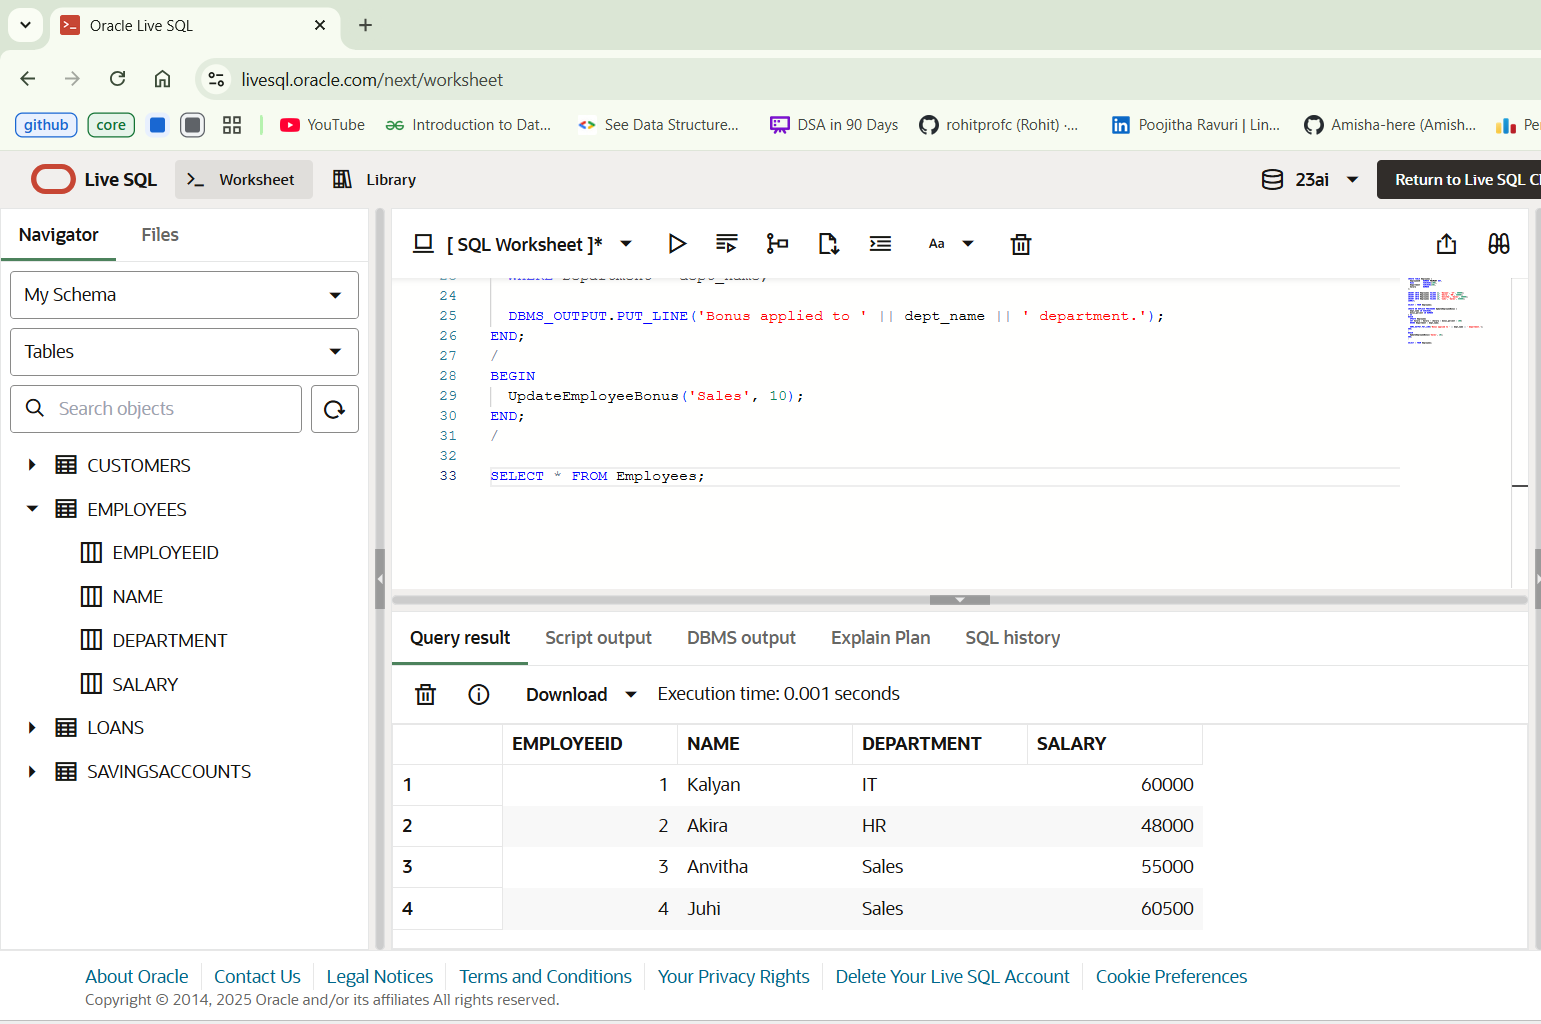 Oracle Live SQL
livesql.oracle.com/next/worksheet
github core YouTube Introduction to Dat... See Data Structure... DSA in 90 Days rohitprofc (Rohit) ·... Poojitha Ravuri | Lin... Amisha-here (Amish... Pe
Live SQL >_ Worksheet Library 23ai Return to Live SQL Cl
Navigator Files
[ SQL Worksheet ]* Aa
My Schema
Tables
Search objects
CUSTOMERS
EMPLOYEES
EMPLOYEEID
NAME
DEPARTMENT
SALARY
LOANS
SAVINGSACCOUNTS
24
25 DBMS_OUTPUT.PUT_LINE('Bonus applied to ' || dept_name || ' department.');
26 END;
27 /
28 BEGIN
29 UpdateEmployeeBonus('Sales', 10);
30 END;
31 /
32
33 SELECT * FROM Employees;
Query result Script output DBMS output Explain Plan SQL history
Download Execution time: 0.001 seconds
EMPLOYEEID NAME DEPARTMENT SALARY
1 1 Kalyan IT 60000
2 2 Akira HR 48000
3 3 Anvitha Sales 55000
4 4 Juhi Sales 60500
About Oracle Contact Us Legal Notices Terms and Conditions Your Privacy Rights Delete Your Live SQL Account Cookie Preferences
Copyright © 2014, 2025 Oracle and/or its affiliates All rights reserved.